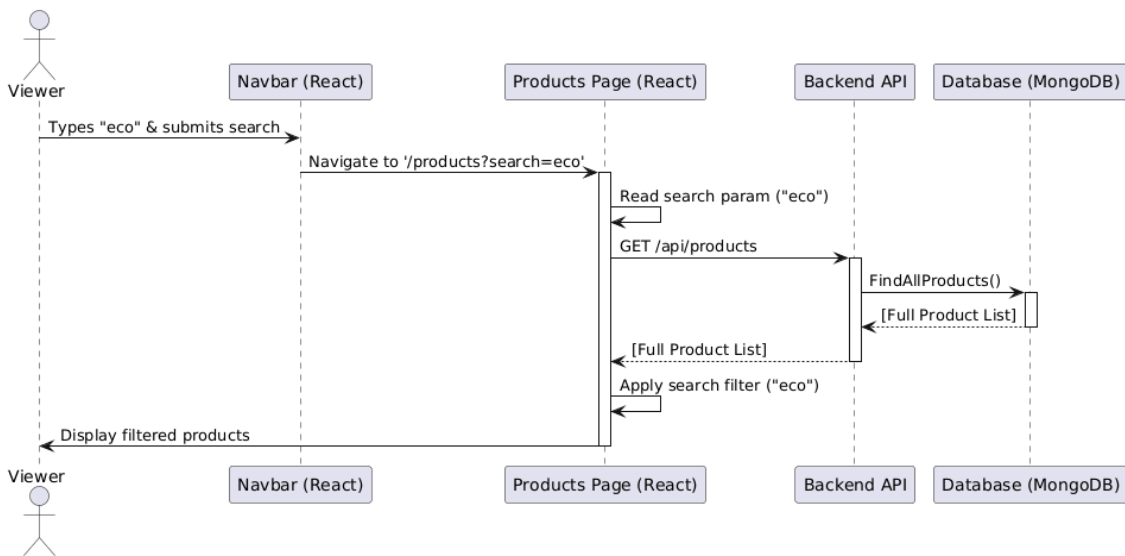 Viewer
Navbar (React)
Products Page (React)
Backend API
Database (MongoDB)
Types "eco" & submits search
Navigate to '/products?search=eco'
Read search param ("eco")
GET /api/products
FindAllProducts()
[Full Product List]
[Full Product List]
Apply search filter ("eco")
Display filtered products
Viewer
Navbar (React)
Products Page (React)
Backend API
Database (MongoDB)